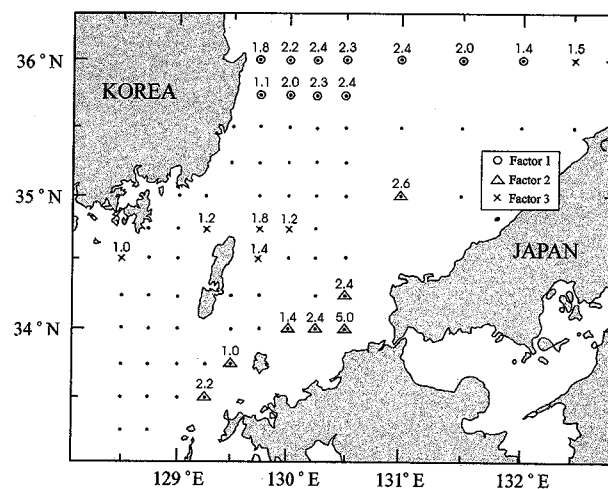 1.8 2.2 2.4 2.3 2.4 2.0 1.4 1.5
36°N
1.1 2.0 2.3 2.4
KOREA
Factor 1
Factor 2
Factor 3
35°N
2.6
1.2 1.8 1.2
1.0 1.4
JAPAN
2.4
34°N
1.4 2.4 5.0
1.0
2.2
129°E 130°E 131°E 132°E